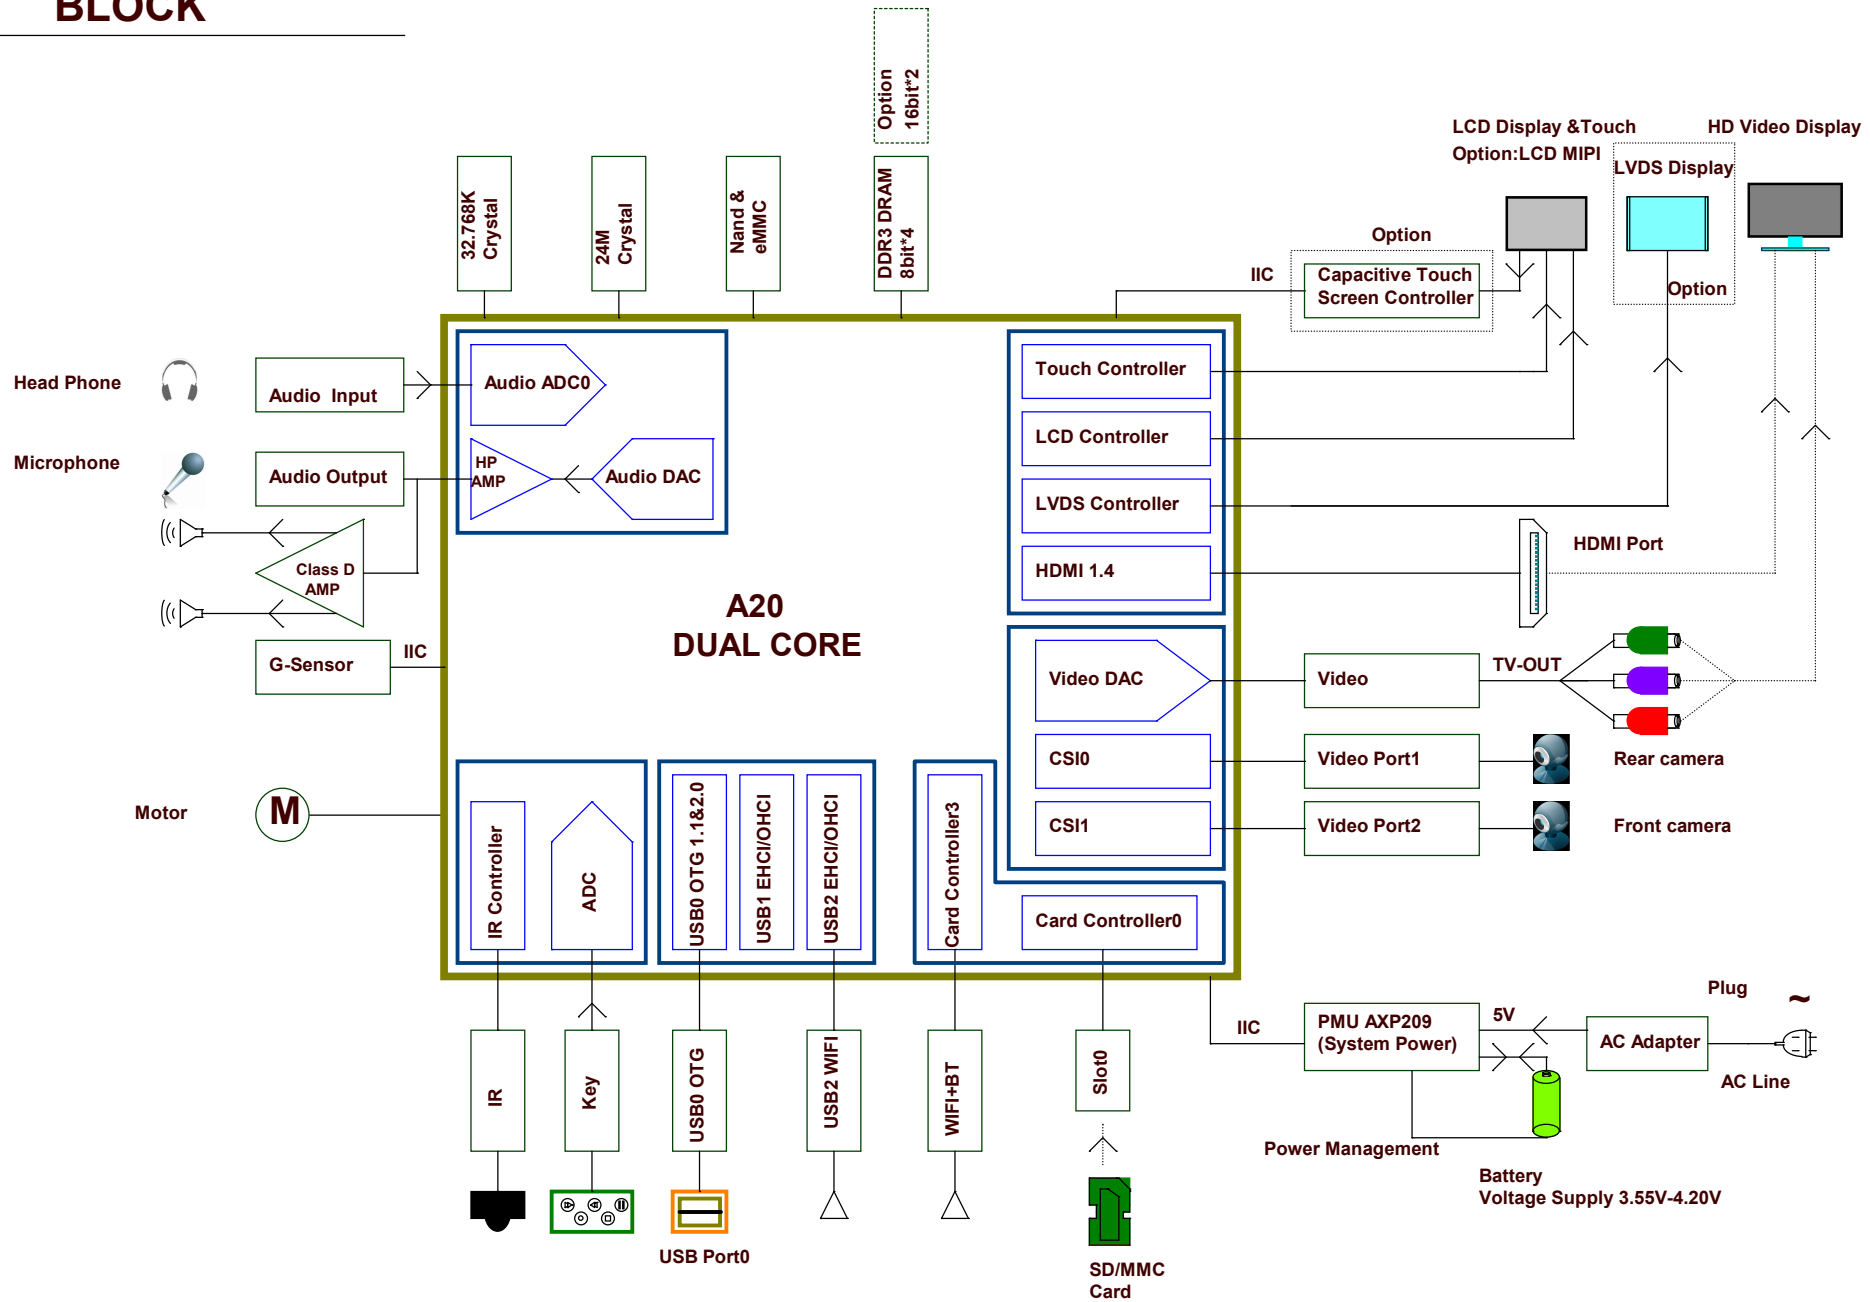 BLOCK
Option
16bit*2
LCD Display &Touch
Option:LCD MIPI
HD Video Display
LVDS Display
32.768K
Crystal
24M
Crystal
Nand &
eMMC
DDR3 DRAM
8bit*4
Option
IIC
Capacitive Touch
Screen Controller
Option
Head Phone
Audio  Input
Audio ADC0
Touch Controller
LCD Controller
Microphone
Audio Output
HP
AMP
Audio DAC
LVDS Controller
Class D
AMP
HDMI 1.4
HDMI Port
A20
DUAL CORE
G-Sensor
IIC
Video DAC
Video
TV-OUT
CSI0
Video Port1
Rear camera
Motor
M
CSI1
Video Port2
Front camera
IR Controller
ADC
USB0 OTG 1.1&2.0
USB1 EHCI/OHCI
USB2 EHCI/OHCI
Card Controller3
Card Controller0
IR
Key
USB0 OTG
USB2 WIFI
WIFI+BT
Slot0
IIC
PMU AXP209
(System Power)
5V
AC Adapter
Plug
~
AC Line
Power Management
Battery
Voltage Supply 3.55V-4.20V
USB Port0
SD/MMC
Card